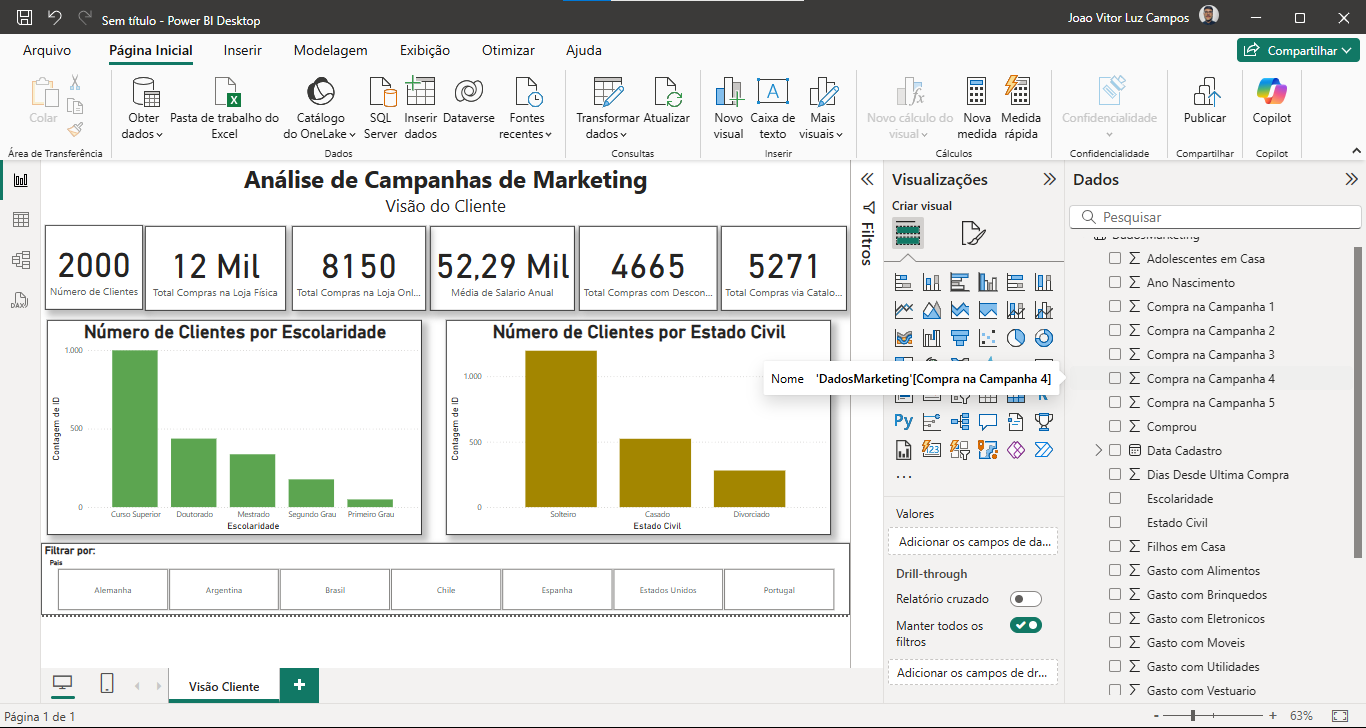 Sem título - Power BI Desktop
Joao Vitor Luz Campos
Arquivo
Página Inicial
Inserir
Modelagem
Exibição
Otimizar
Ajuda
Compartilhar
Colar
Obter
dados
Pasta de trabalho do
Excel
Catálogo
do OneLake
SQL
Server
Inserir
dados
Dataverse
Fontes
recentes
Transformar
dados
Atualizar
Novo
visual
Caixa de
texto
Mais
visuais
Novo cálculo do
visual
Nova
medida
Medida
rápida
Confidencialidade
Publicar
Copilot
Área de Transferência
Dados
Consultas
Inserir
Cálculos
Confidencialidade
Compartilhar
Copilot
Análise de Campanhas de Marketing
Visão do Cliente
2000
Número de Clientes
12 Mil
Total Compras na Loja Física
8150
Total Compras na Loja Onl...
52,29 Mil
Média de Salario Anual
4665
Total Compras com Descon...
5271
Total Compras via Catalo...
Número de Clientes por Escolaridade
Contagem de ID
1.000
500
0
Curso Superior
Doutorado
Mestrado
Segundo Grau
Primeiro Grau
Escolaridade
Número de Clientes por Estado Civil
Contagem de ID
1.000
500
0
Solteiro
Casado
Divorciado
Estado Civil
Filtrar por:
País
Alemanha
Argentina
Brasil
Chile
Espanha
Estados Unidos
Portugal
Visão Cliente
Página 1 de 1
Filtros
Visualizações
Criar visual
Nome 'DadosMarketing'[Compra na Campanha 4]
Py
R
123
...
Valores
Adicionar os campos de da...
Drill-through
Relatório cruzado
Manter todos os
filtros
Adicionar os campos de dr...
Dados
Pesquisar
DadosMarketing
Adolescentes em Casa
Ano Nascimento
Compra na Campanha 1
Compra na Campanha 2
Compra na Campanha 3
Compra na Campanha 4
Compra na Campanha 5
Comprou
Data Cadastro
Dias Desde Ultima Compra
Escolaridade
Estado Civil
Filhos em Casa
Gasto com Alimentos
Gasto com Brinquedos
Gasto com Eletronicos
Gasto com Moveis
Gasto com Utilidades
Gasto com Vestuario
63%